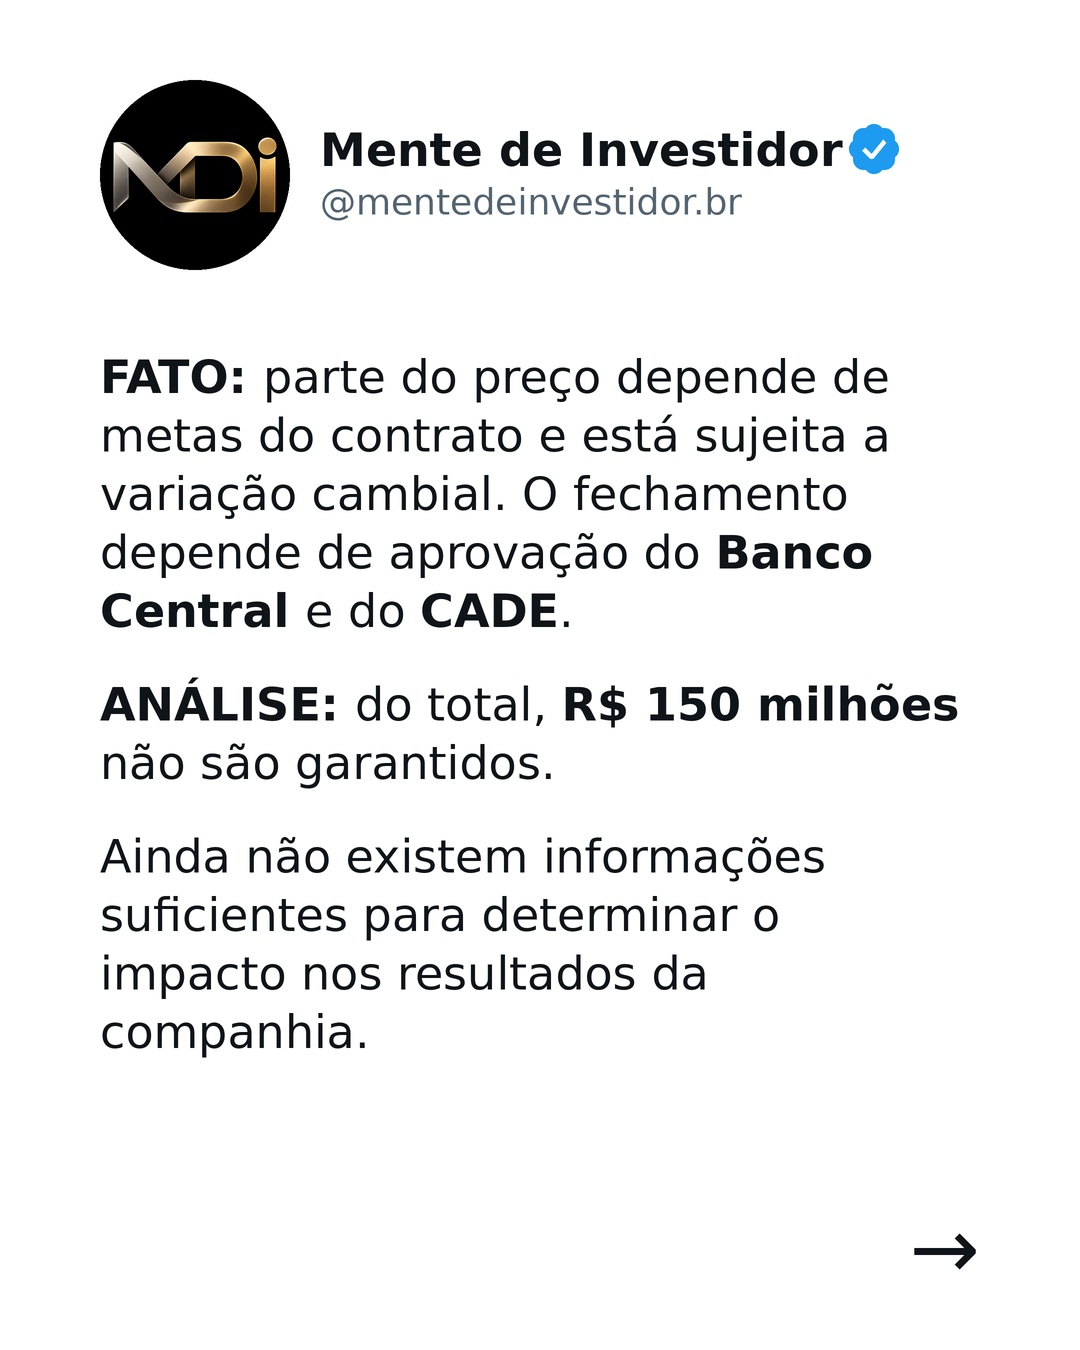 MDi
Mente de Investidor
@mentedeinvestidor.br
FATO: parte do preço depende de
metas do contrato e está sujeita a
variação cambial. O fechamento
depende de aprovação do Banco
Central e do CADE.
ANÁLISE: do total, R$ 150 milhões
não são garantidos.
Ainda não existem informações
suficientes para determinar o
impacto nos resultados da
companhia.
→